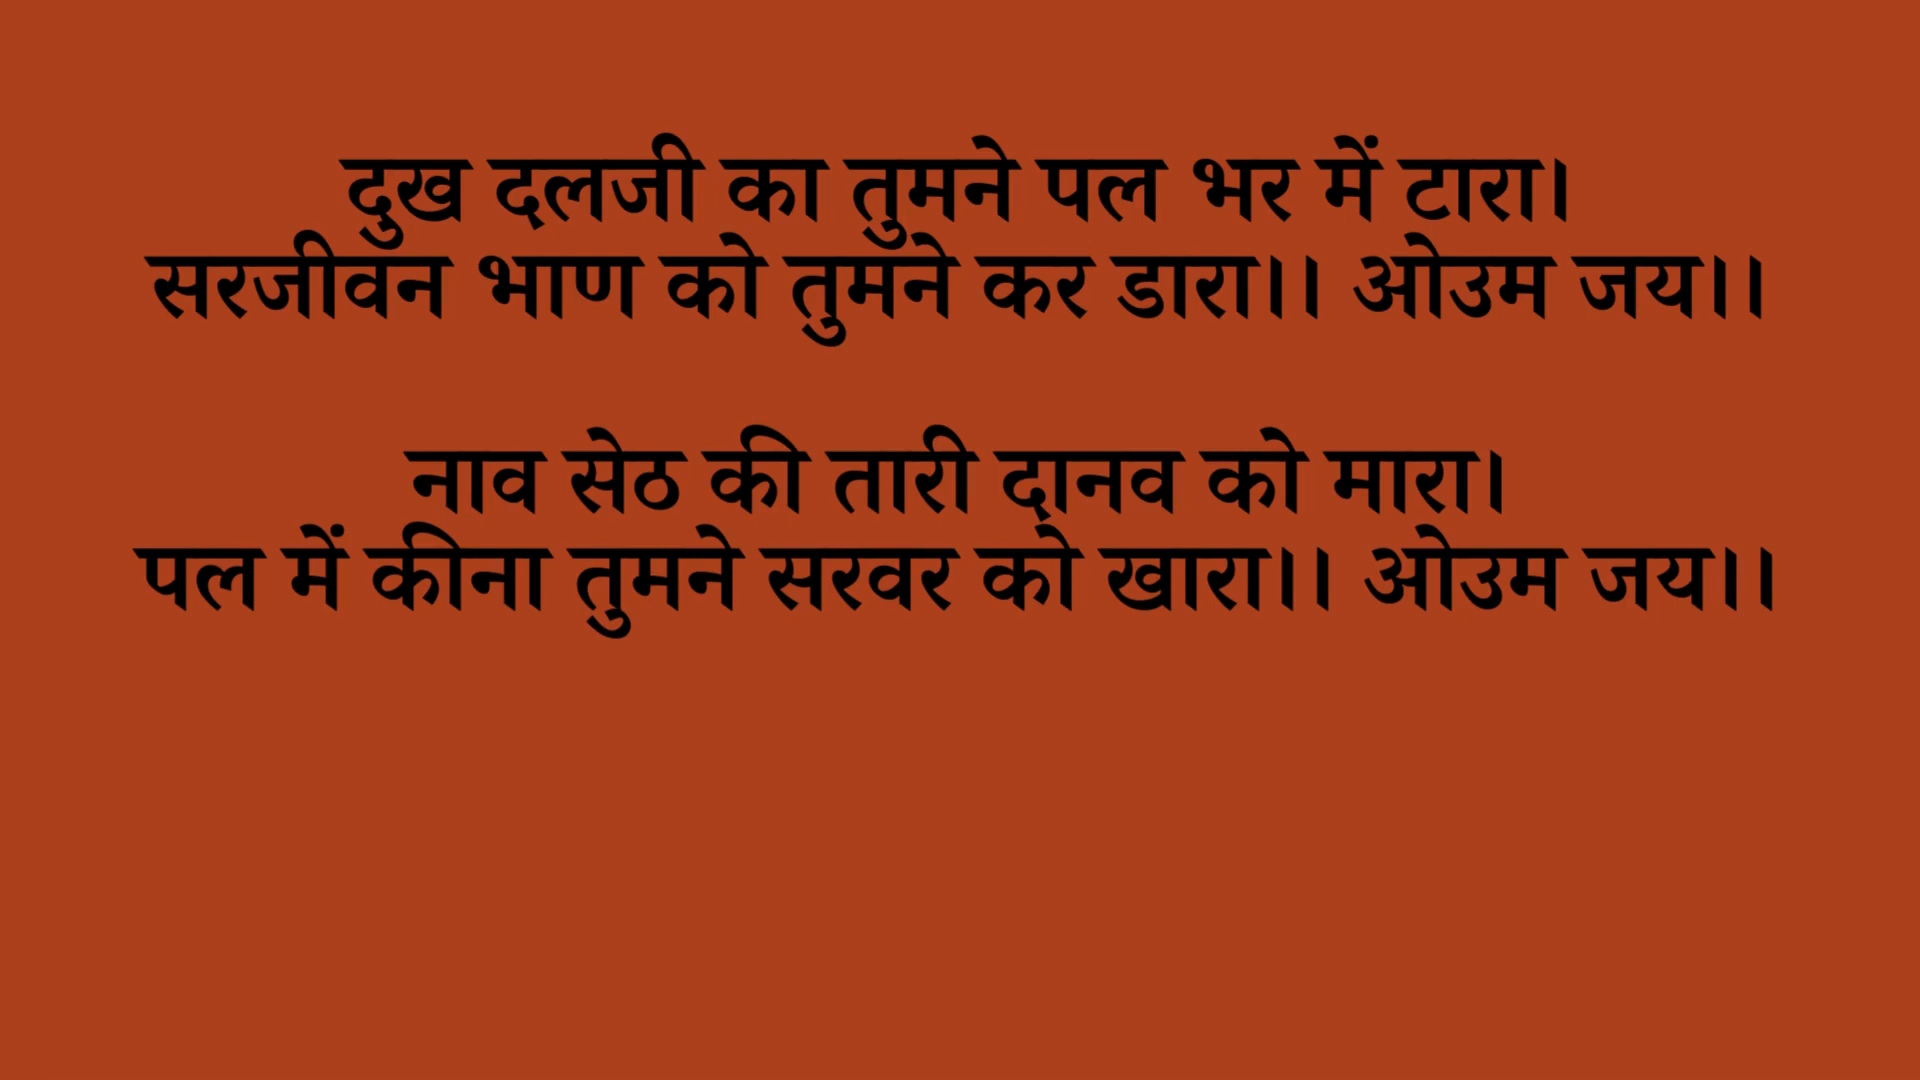 दुख दलजी का तुमने पल भर में टारा।
सरजीवन भाण को तुमने कर डारा।। ओउम जय।।
नाव सेठ की तारी दानव को मारा।
पल में कीना तुमने सरवर को खारा।। ओउम जय।।